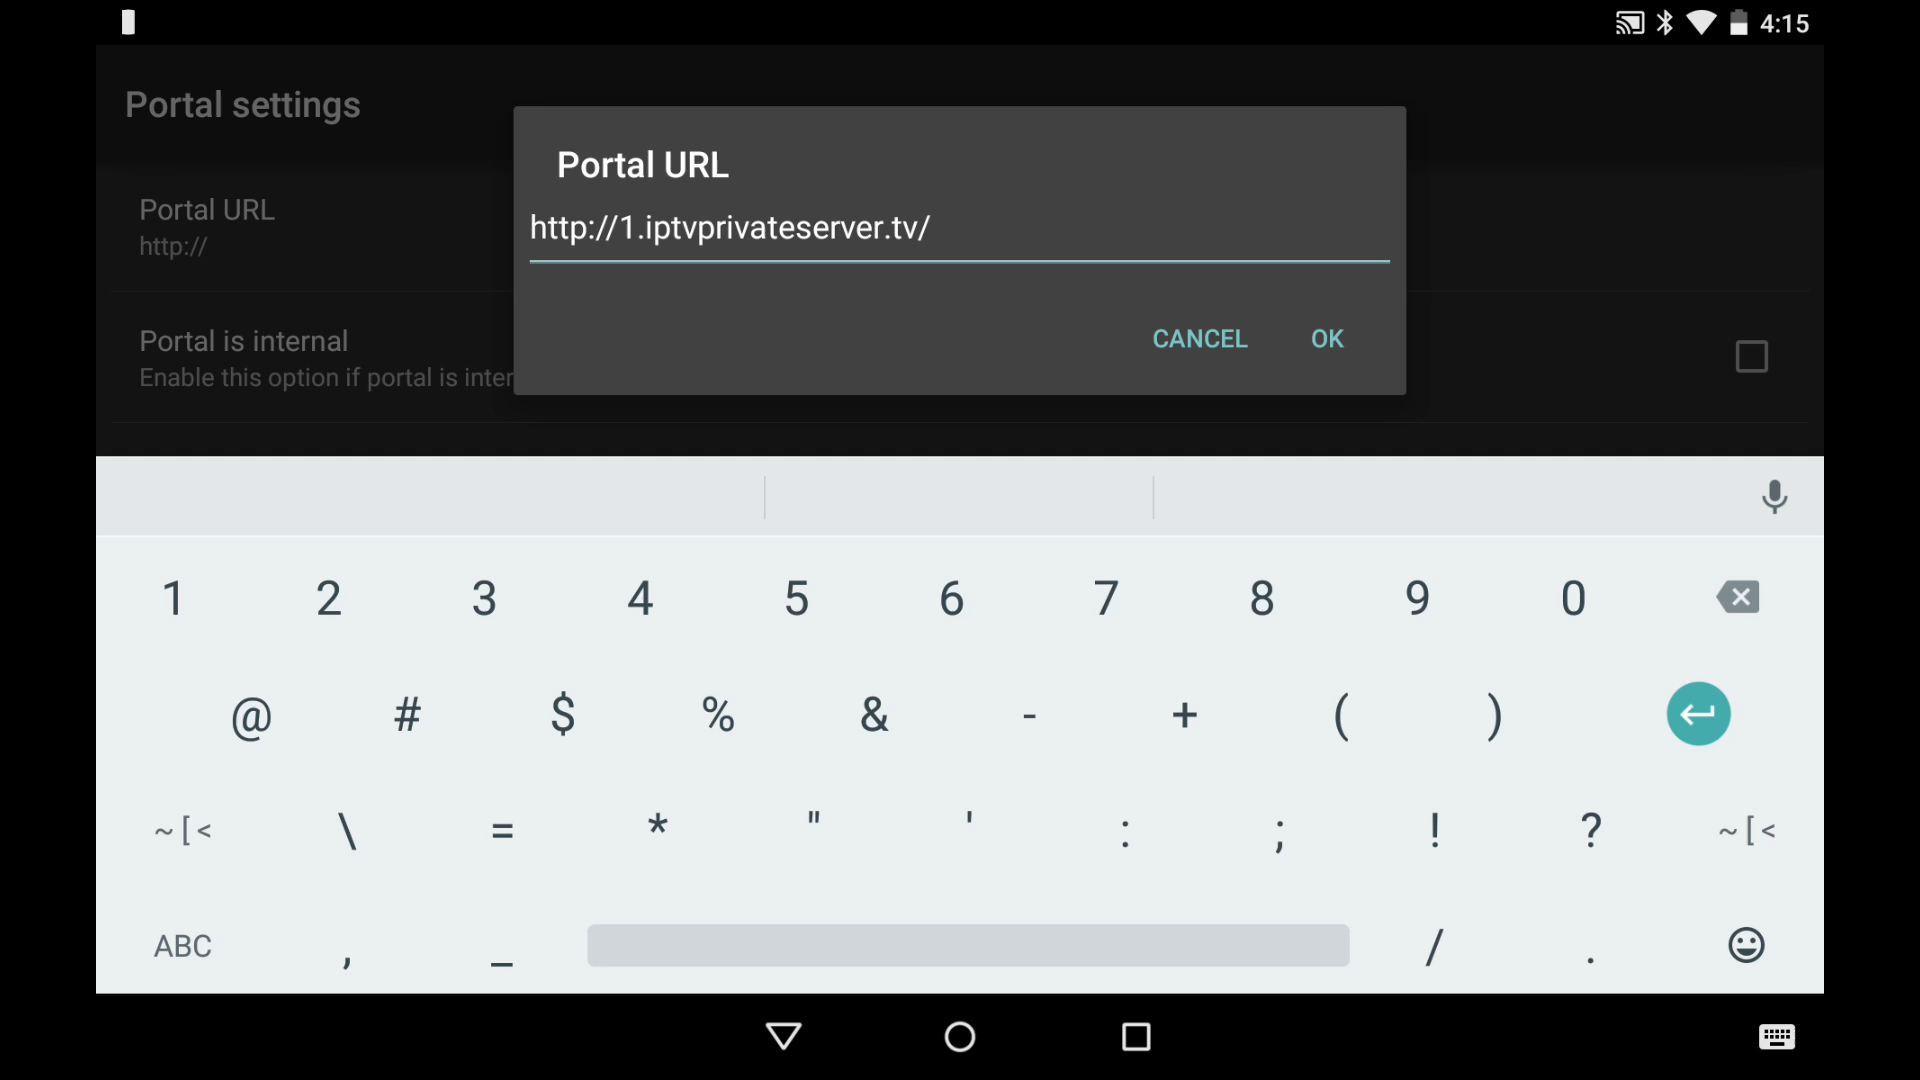 4:15
Portal settings
Portal URL
http://1.iptvprivateserver.tv/
CANCEL OK
Portal URL
http://
Portal is internal
Enable this option if portal is inter
1 2 3 4 5 6 7 8 9 0
@ # $ % & - + ( )
~ [ < \ = * " ' : ; ! ? ~ [ <
ABC , _ / .